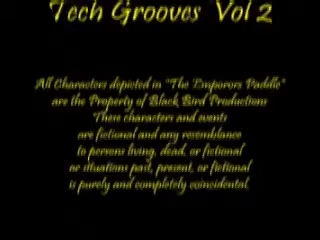 Tech Grooves Vol 2
All Characters depicted in "The Emporors Paddle"
are the Property of Black Bird Productions
These characters and events
are fictional and any resemblance
to persons living, dead, or fictional
or situations past, present, or fictional
is purely and completely coincidental.